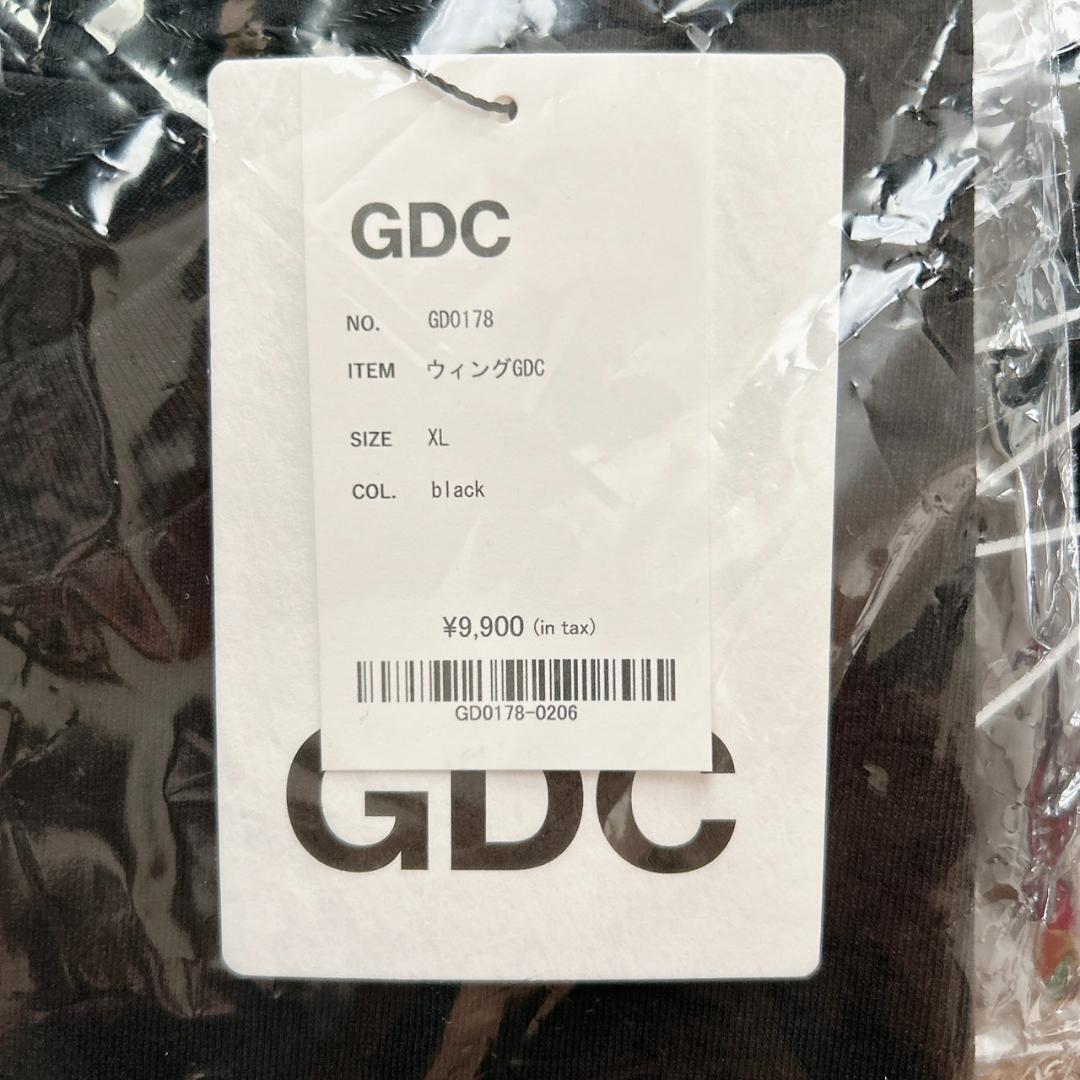 GDC
NO. GD0178
ITEM ウィングGDC
SIZE XL
COL. black
¥9,900 (in tax)
GD0178-0206
GDC